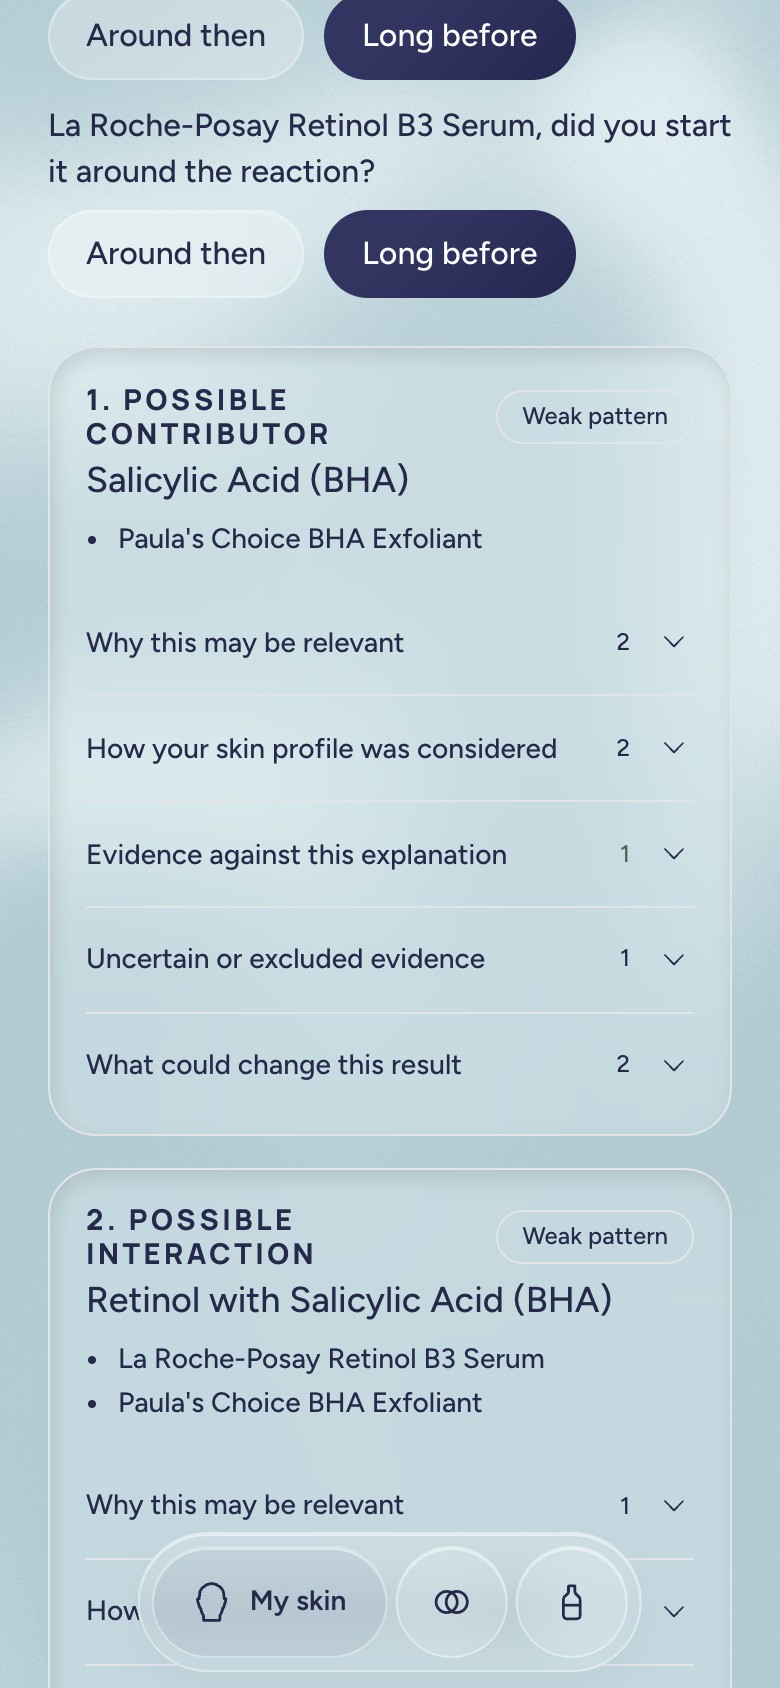 Around then
Long before
La Roche-Posay Retinol B3 Serum, did you start
it around the reaction?
Around then
Long before
1. POSSIBLE
CONTRIBUTOR
Weak pattern
Salicylic Acid (BHA)
• Paula's Choice BHA Exfoliant
Why this may be relevant 2
How your skin profile was considered 2
Evidence against this explanation 1
Uncertain or excluded evidence 1
What could change this result 2
2. POSSIBLE
INTERACTION
Weak pattern
Retinol with Salicylic Acid (BHA)
• La Roche-Posay Retinol B3 Serum
• Paula's Choice BHA Exfoliant
Why this may be relevant 1
How
My skin